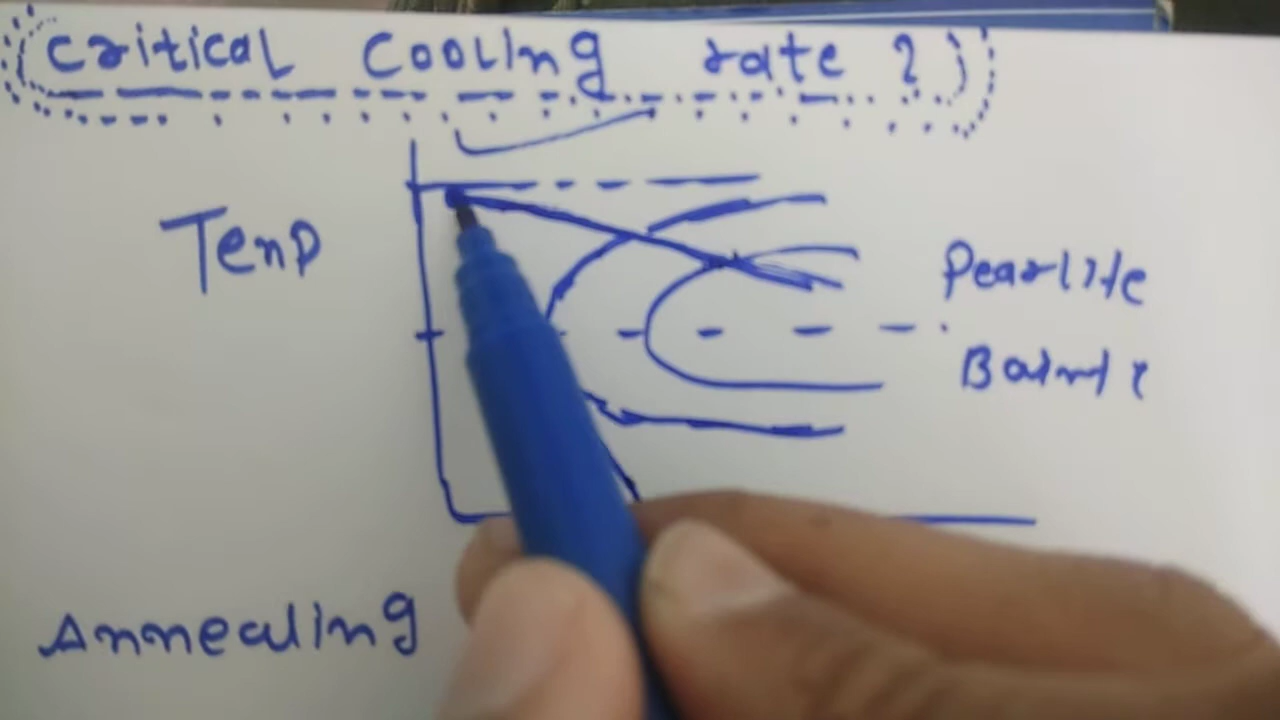 (Critical Cooling rate ?)
Temp
Pearlite
Bainite
Annealing